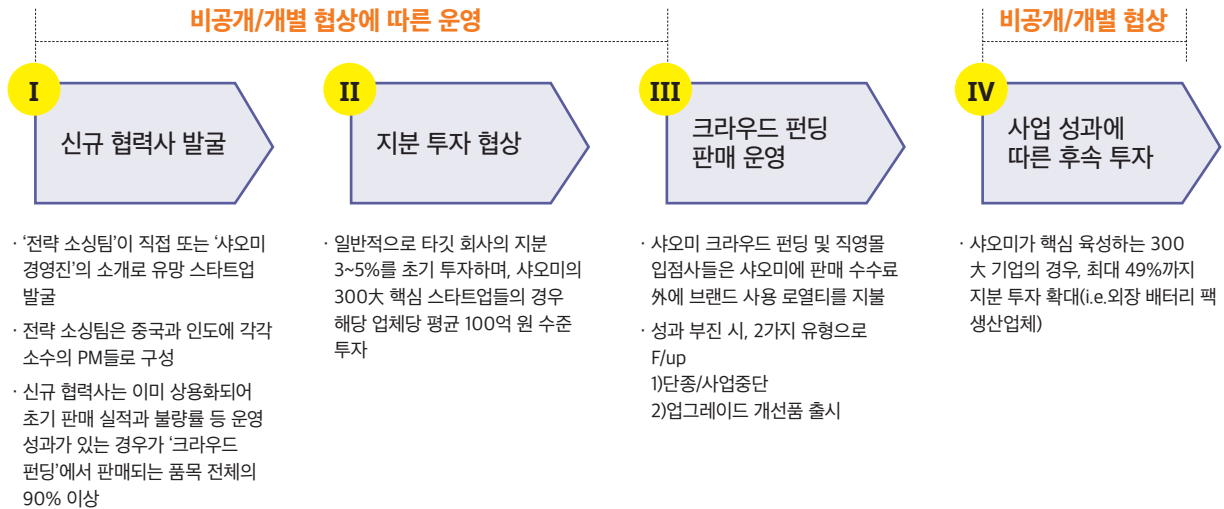 비공개/개별 협상에 따른 운영
비공개/개별 협상
I
신규 협력사 발굴
· ‘전략 소싱팀’이 직접 또는 ‘샤오미
경영진’의 소개로 유망 스타트업
발굴
· 전략 소싱팀은 중국과 인도에 각각
소수의 PM들로 구성
· 신규 협력사는 이미 상용화되어
초기 판매 실적과 불량률 등 운영
성과가 있는 경우가 ‘크라우드
펀딩’에서 판매되는 품목 전체의
90% 이상
II
지분 투자 협상
· 일반적으로 타깃 회사의 지분
3~5%를 초기 투자하며, 샤오미의
300大 핵심 스타트업들의 경우
해당 업체당 평균 100억 원 수준
투자
III
크라우드 펀딩
판매 운영
· 샤오미 크라우드 펀딩 및 직영몰
입점사들은 샤오미에 판매 수수료
外에 브랜드 사용 로열티를 지불
· 성과 부진 시, 2가지 유형으로
F/up
1)단종/사업중단
2)업그레이드 개선품 출시
IV
사업 성과에
따른 후속 투자
· 샤오미가 핵심 육성하는 300
大 기업의 경우, 최대 49%까지
지분 투자 확대(i.e.외장 배터리 팩
생산업체)